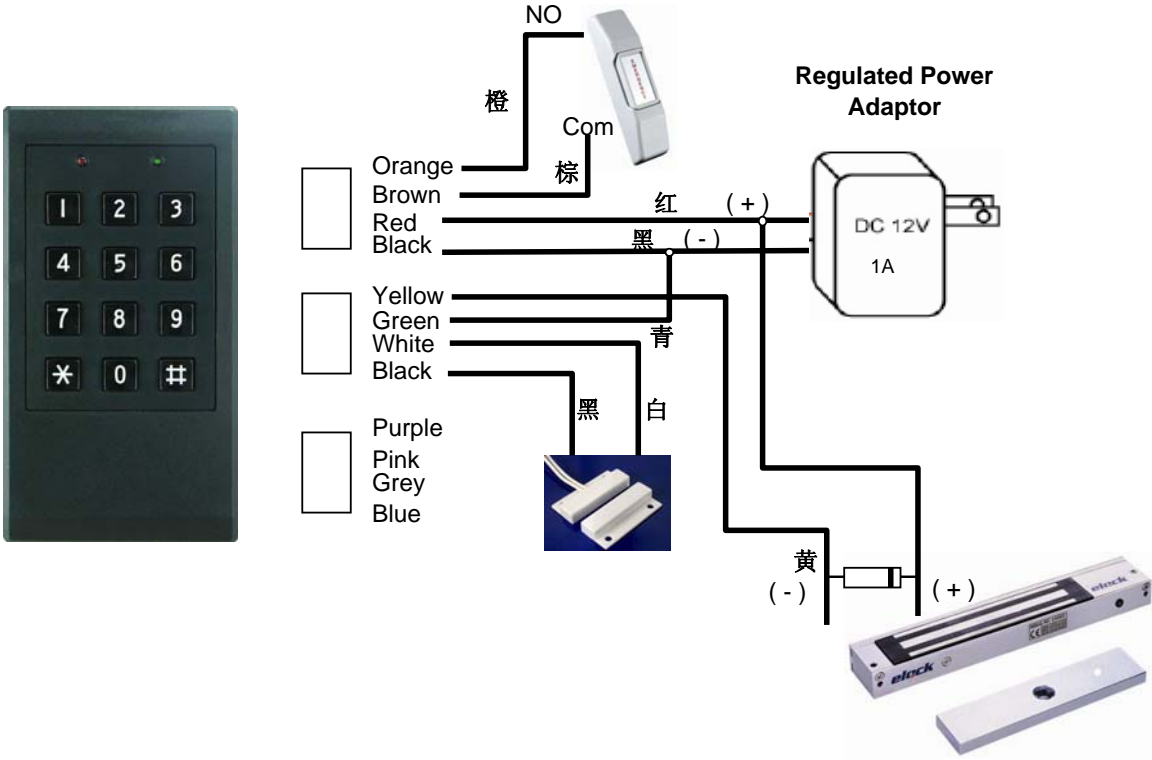 NO
橙
Com
棕
Regulated Power
Adaptor
DC 12V
1A
1 2 3
4 5 6
7 8 9
* 0 #
Orange
Brown
Red
Black
红
( + )
黑
( - )
Yellow
Green
White
Black
青
黑
白
Purple
Pink
Grey
Blue
黄
( - )
( + )
eleck
eleck